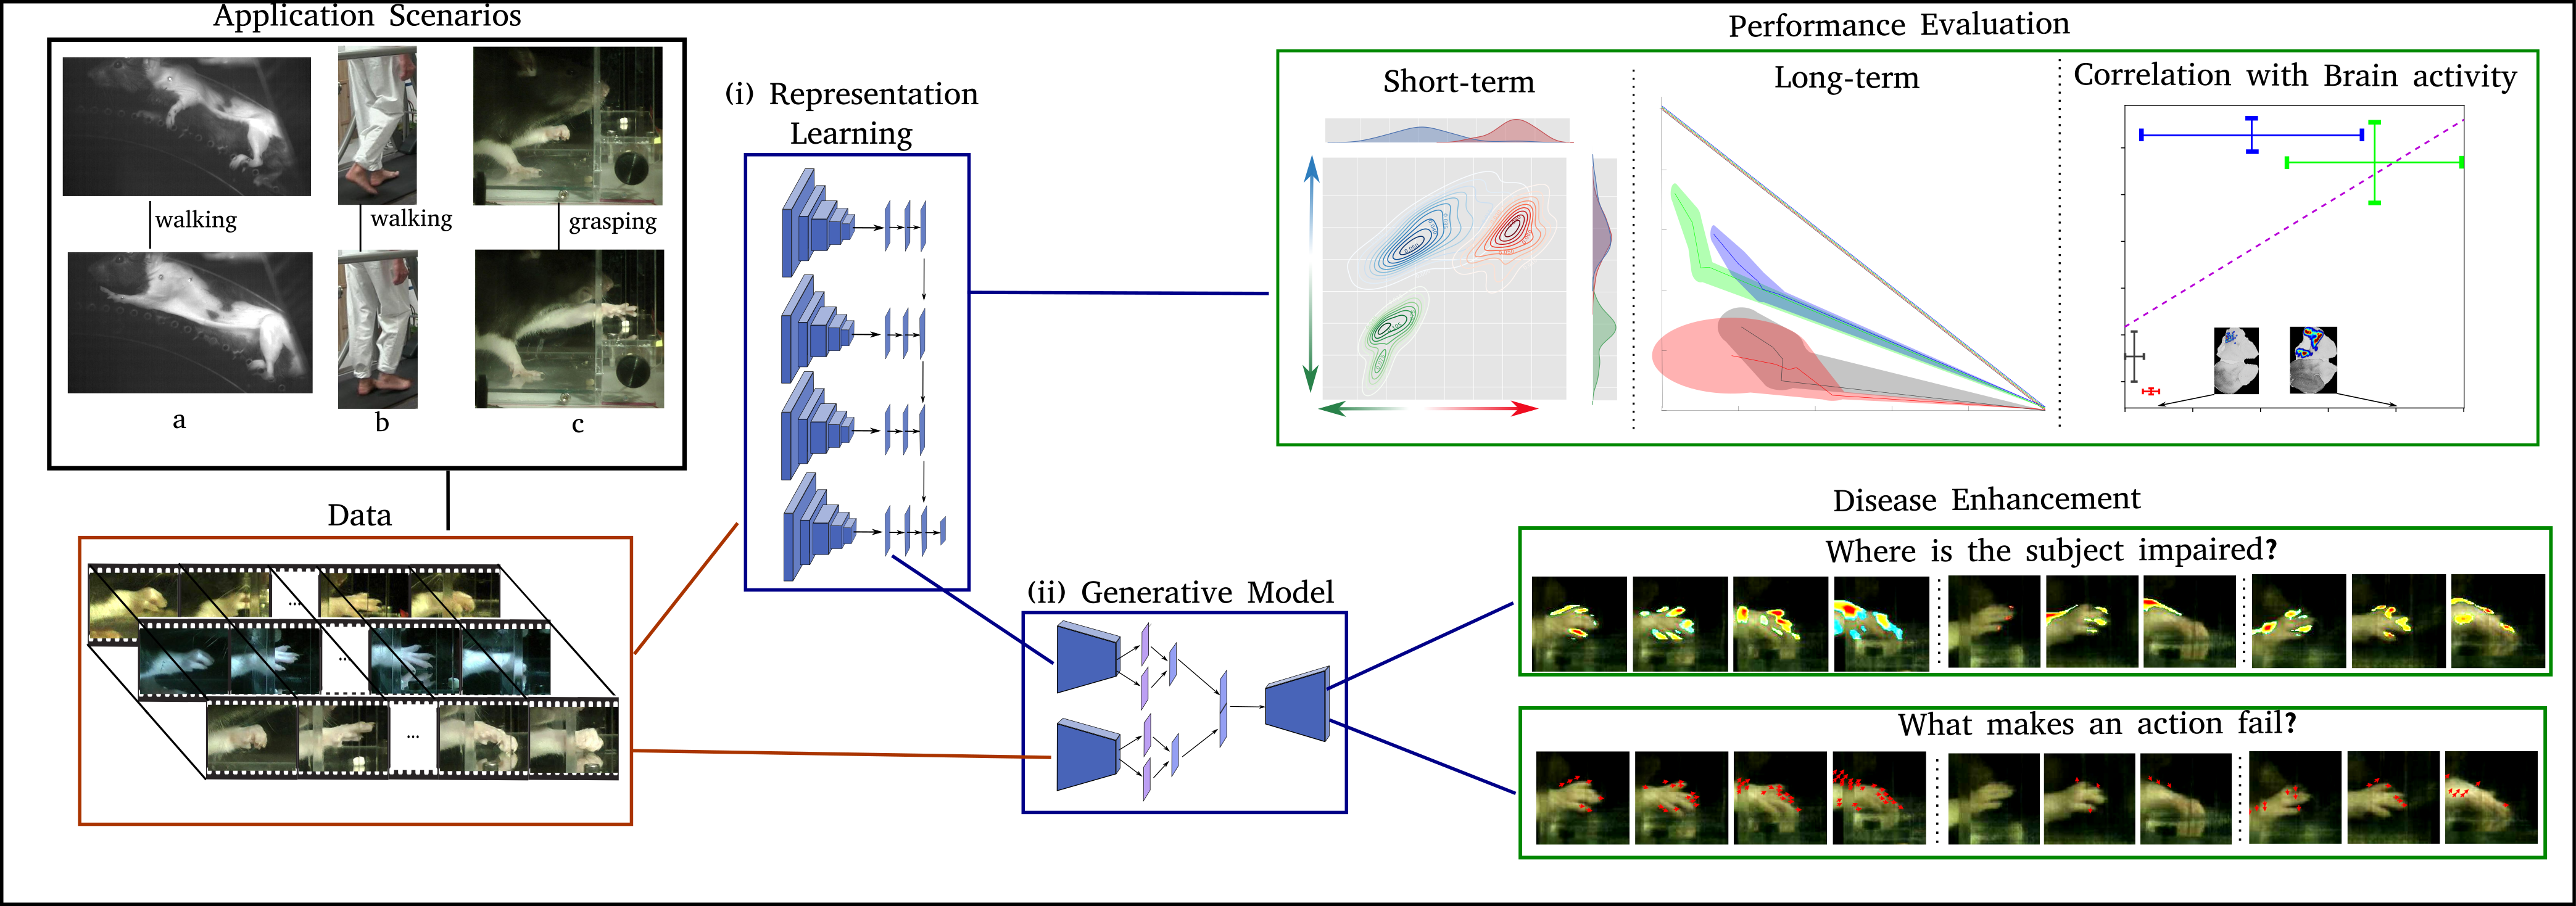 Application Scenarios
walking
walking
grasping
a
b
c
Data
...
...
...
(i) Representation
Learning
(ii) Generative Model
Performance Evaluation
Short-term
Long-term
Correlation with Brain activity
Disease Enhancement
Where is the subject impaired?
What makes an action fail?